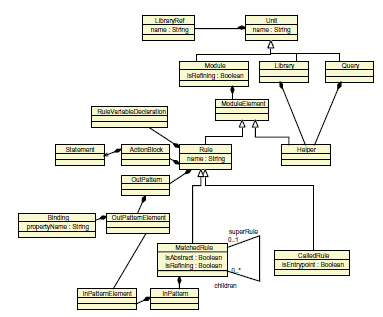 LibraryRef
name : String
Unit
name : String
Module
isRefining : Boolean
Library
Query
ModuleElement
RuleVariableDeclaration
Statement
ActionBlock
Rule
name : String
Helper
OutPattern
Binding
propertyName : String
OutPatternElement
superRule
0..1
MatchedRule
isAbstract : Boolean
isRefining : Boolean
CalledRule
isEntrypoint : Boolean
0..*
children
InPatternElement
InPattern